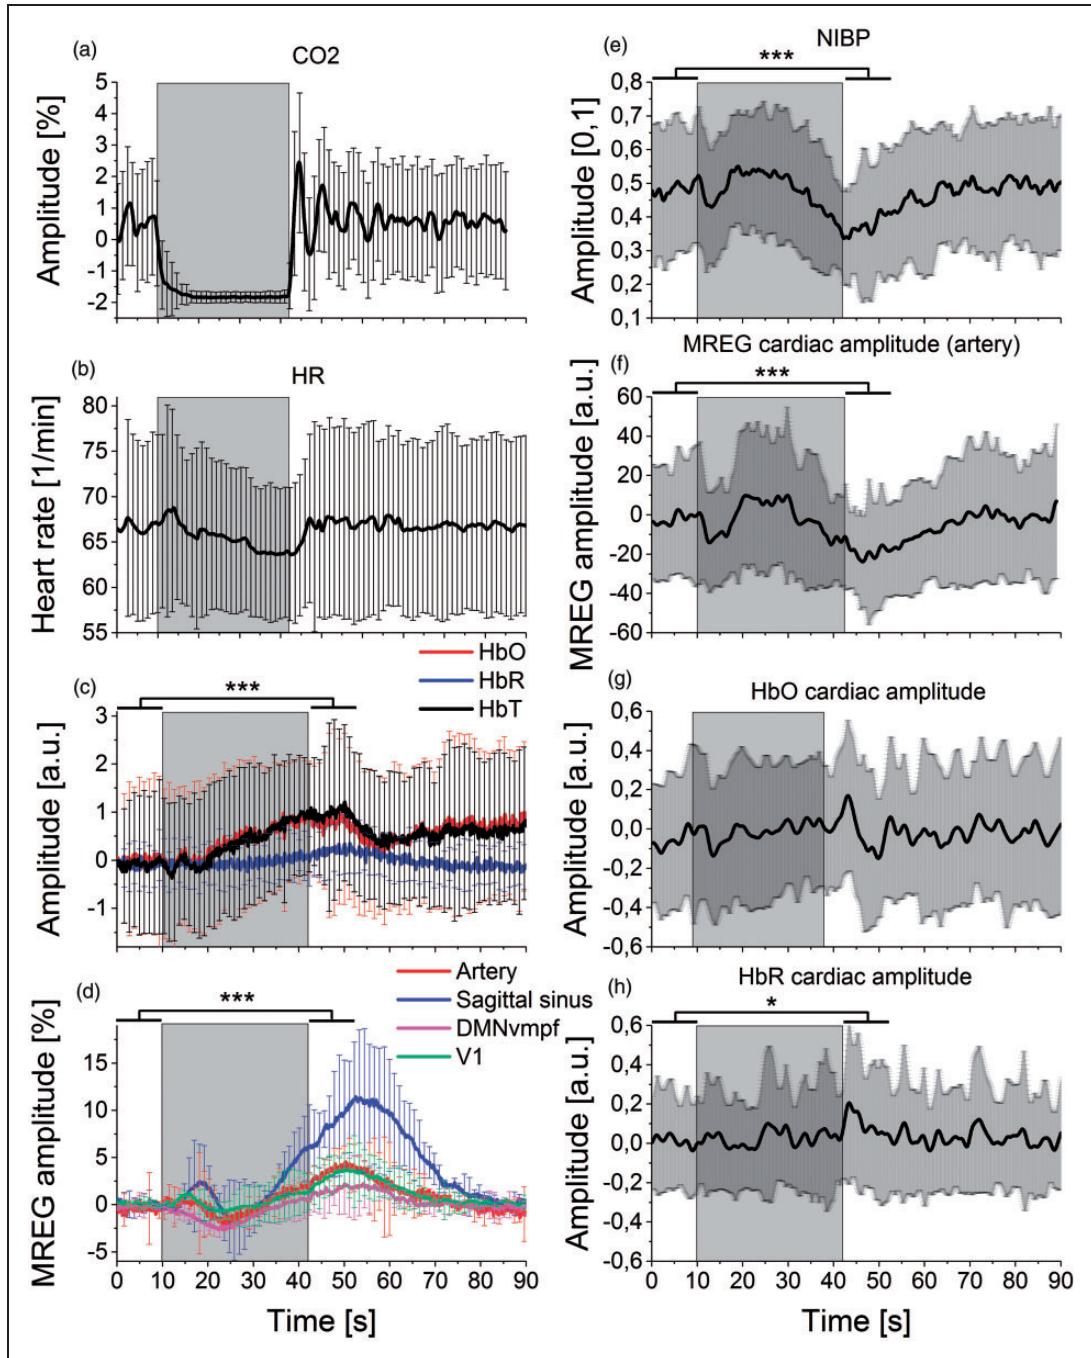 (a)
CO2
Amplitude [%]
5
4
3
2
1
0
-1
-2
(b)
HR
Heart rate [1/min]
80
75
70
65
60
55
HbO
HbR
HbT
(c)
***
Amplitude [a.u.]
3
2
1
0
-1
Artery
Sagittal sinus
DMNvmpf
V1
(d)
***
MREG amplitude [%]
15
10
5
0
-5
0 10 20 30 40 50 60 70 80 90
Time [s]
(e)
NIBP
***
Amplitude [0,1]
0,8
0,7
0,6
0,5
0,4
0,3
0,2
0,1
MREG cardiac amplitude (artery)
(f)
***
MREG amplitude [a.u.]
60
40
20
0
-20
-40
-60
(g)
HbO cardiac amplitude
Amplitude [a.u.]
0,6
0,4
0,2
0,0
-0,2
-0,4
-0,6
HbR cardiac amplitude
(h)
*
Amplitude [a.u.]
0,6
0,4
0,2
0,0
-0,2
-0,4
-0,6
0 10 20 30 40 50 60 70 80 90
Time [s]